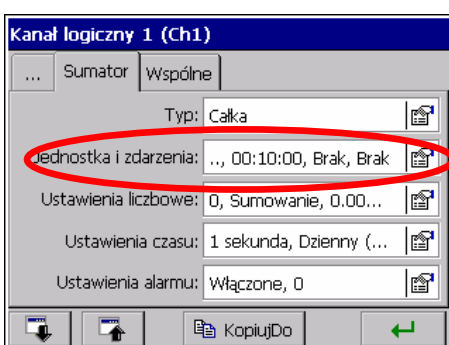 Kanał logiczny 1 (Ch1)
... Sumator Wspólne
Typ: Całka
Jednostka i zdarzenia: .., 00:10:00, Brak, Brak
Ustawienia liczbowe: 0, Sumowanie, 0.00...
Ustawienia czasu: 1 sekunda, Dzienny (...
Ustawienia alarmu: Włączone, 0
KopiujDo